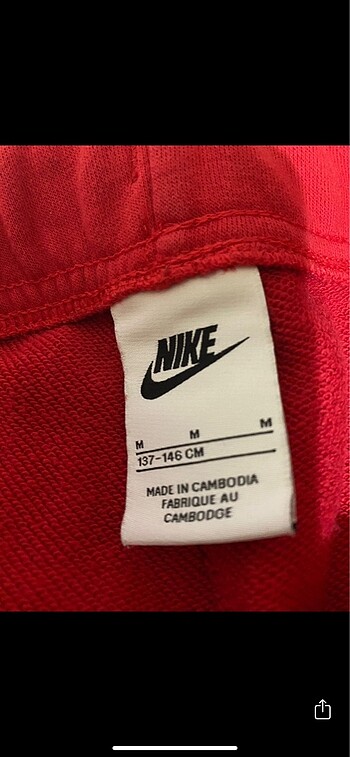 NIKE
M M M
137-146 CM
MADE IN CAMBODIA
FABRIQUE AU
CAMBODGE